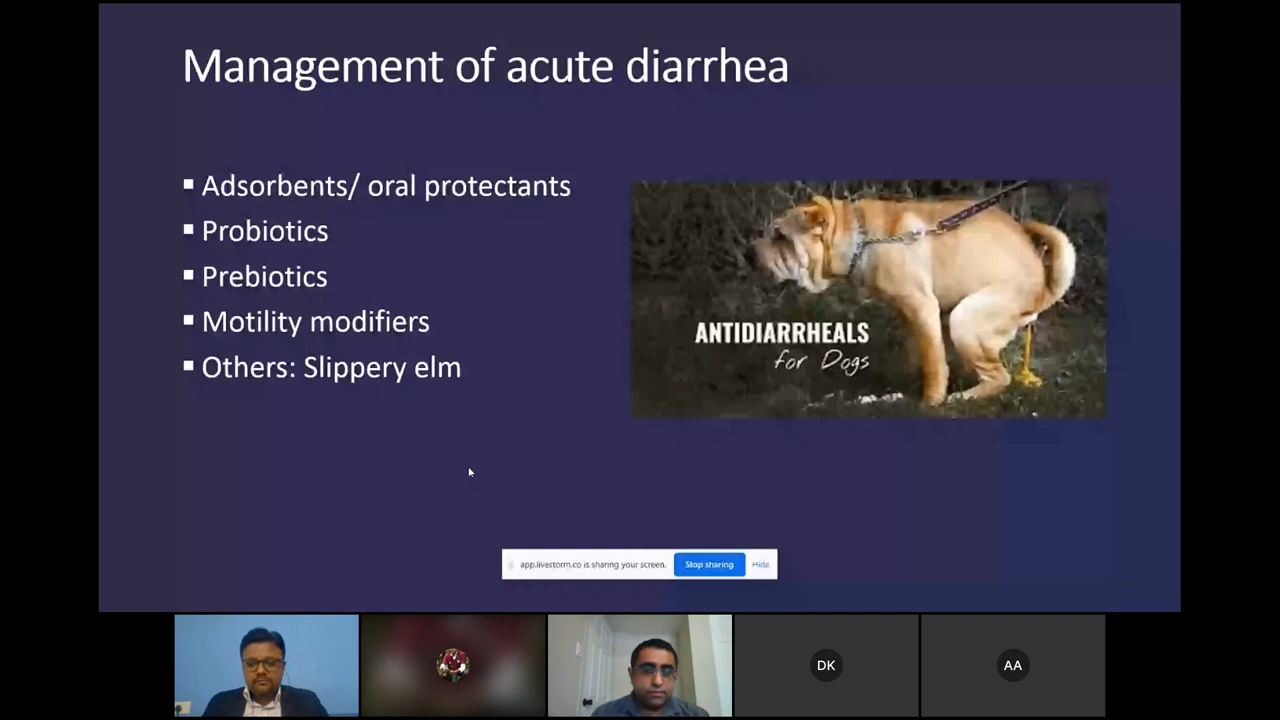 Management of acute diarrhea
Adsorbents/ oral protectants
Probiotics
Prebiotics
Motility modifiers
Others: Slippery elm
ANTIDIARRHEALS
for Dogs
app.livestorm.co is sharing your screen. Stop sharing Hide
DK AA